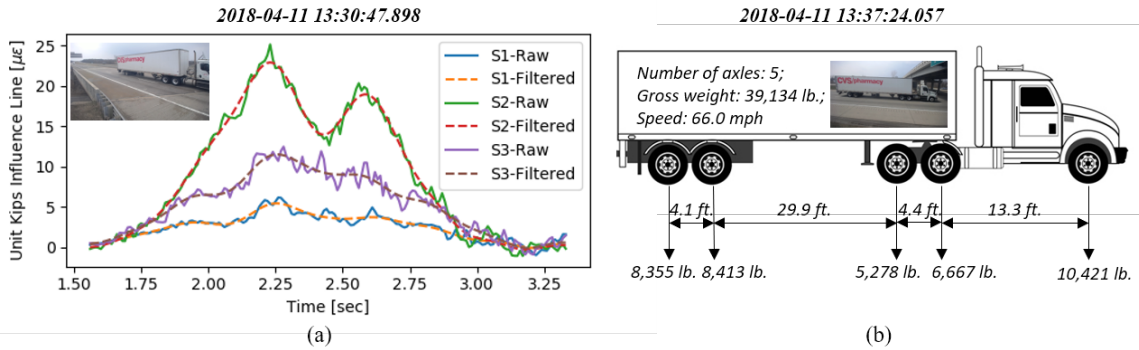 2018-04-11 13:30:47.898
Unit Kips Influence Line [με]
25
20
15
10
5
0
1.50 1.75 2.00 2.25 2.50 2.75 3.00 3.25
Time [sec]
CVS pharmacy
S1-Raw
S1-Filtered
S2-Raw
S2-Filtered
S3-Raw
S3-Filtered
(a)
2018-04-11 13:37:24.057
Number of axles: 5;
Gross weight: 39,134 lb.;
Speed: 66.0 mph
CVS pharmacy
4.1 ft. 29.9 ft. 4.4 ft. 13.3 ft.
8,355 lb. 8,413 lb. 5,278 lb. 6,667 lb. 10,421 lb.
(b)